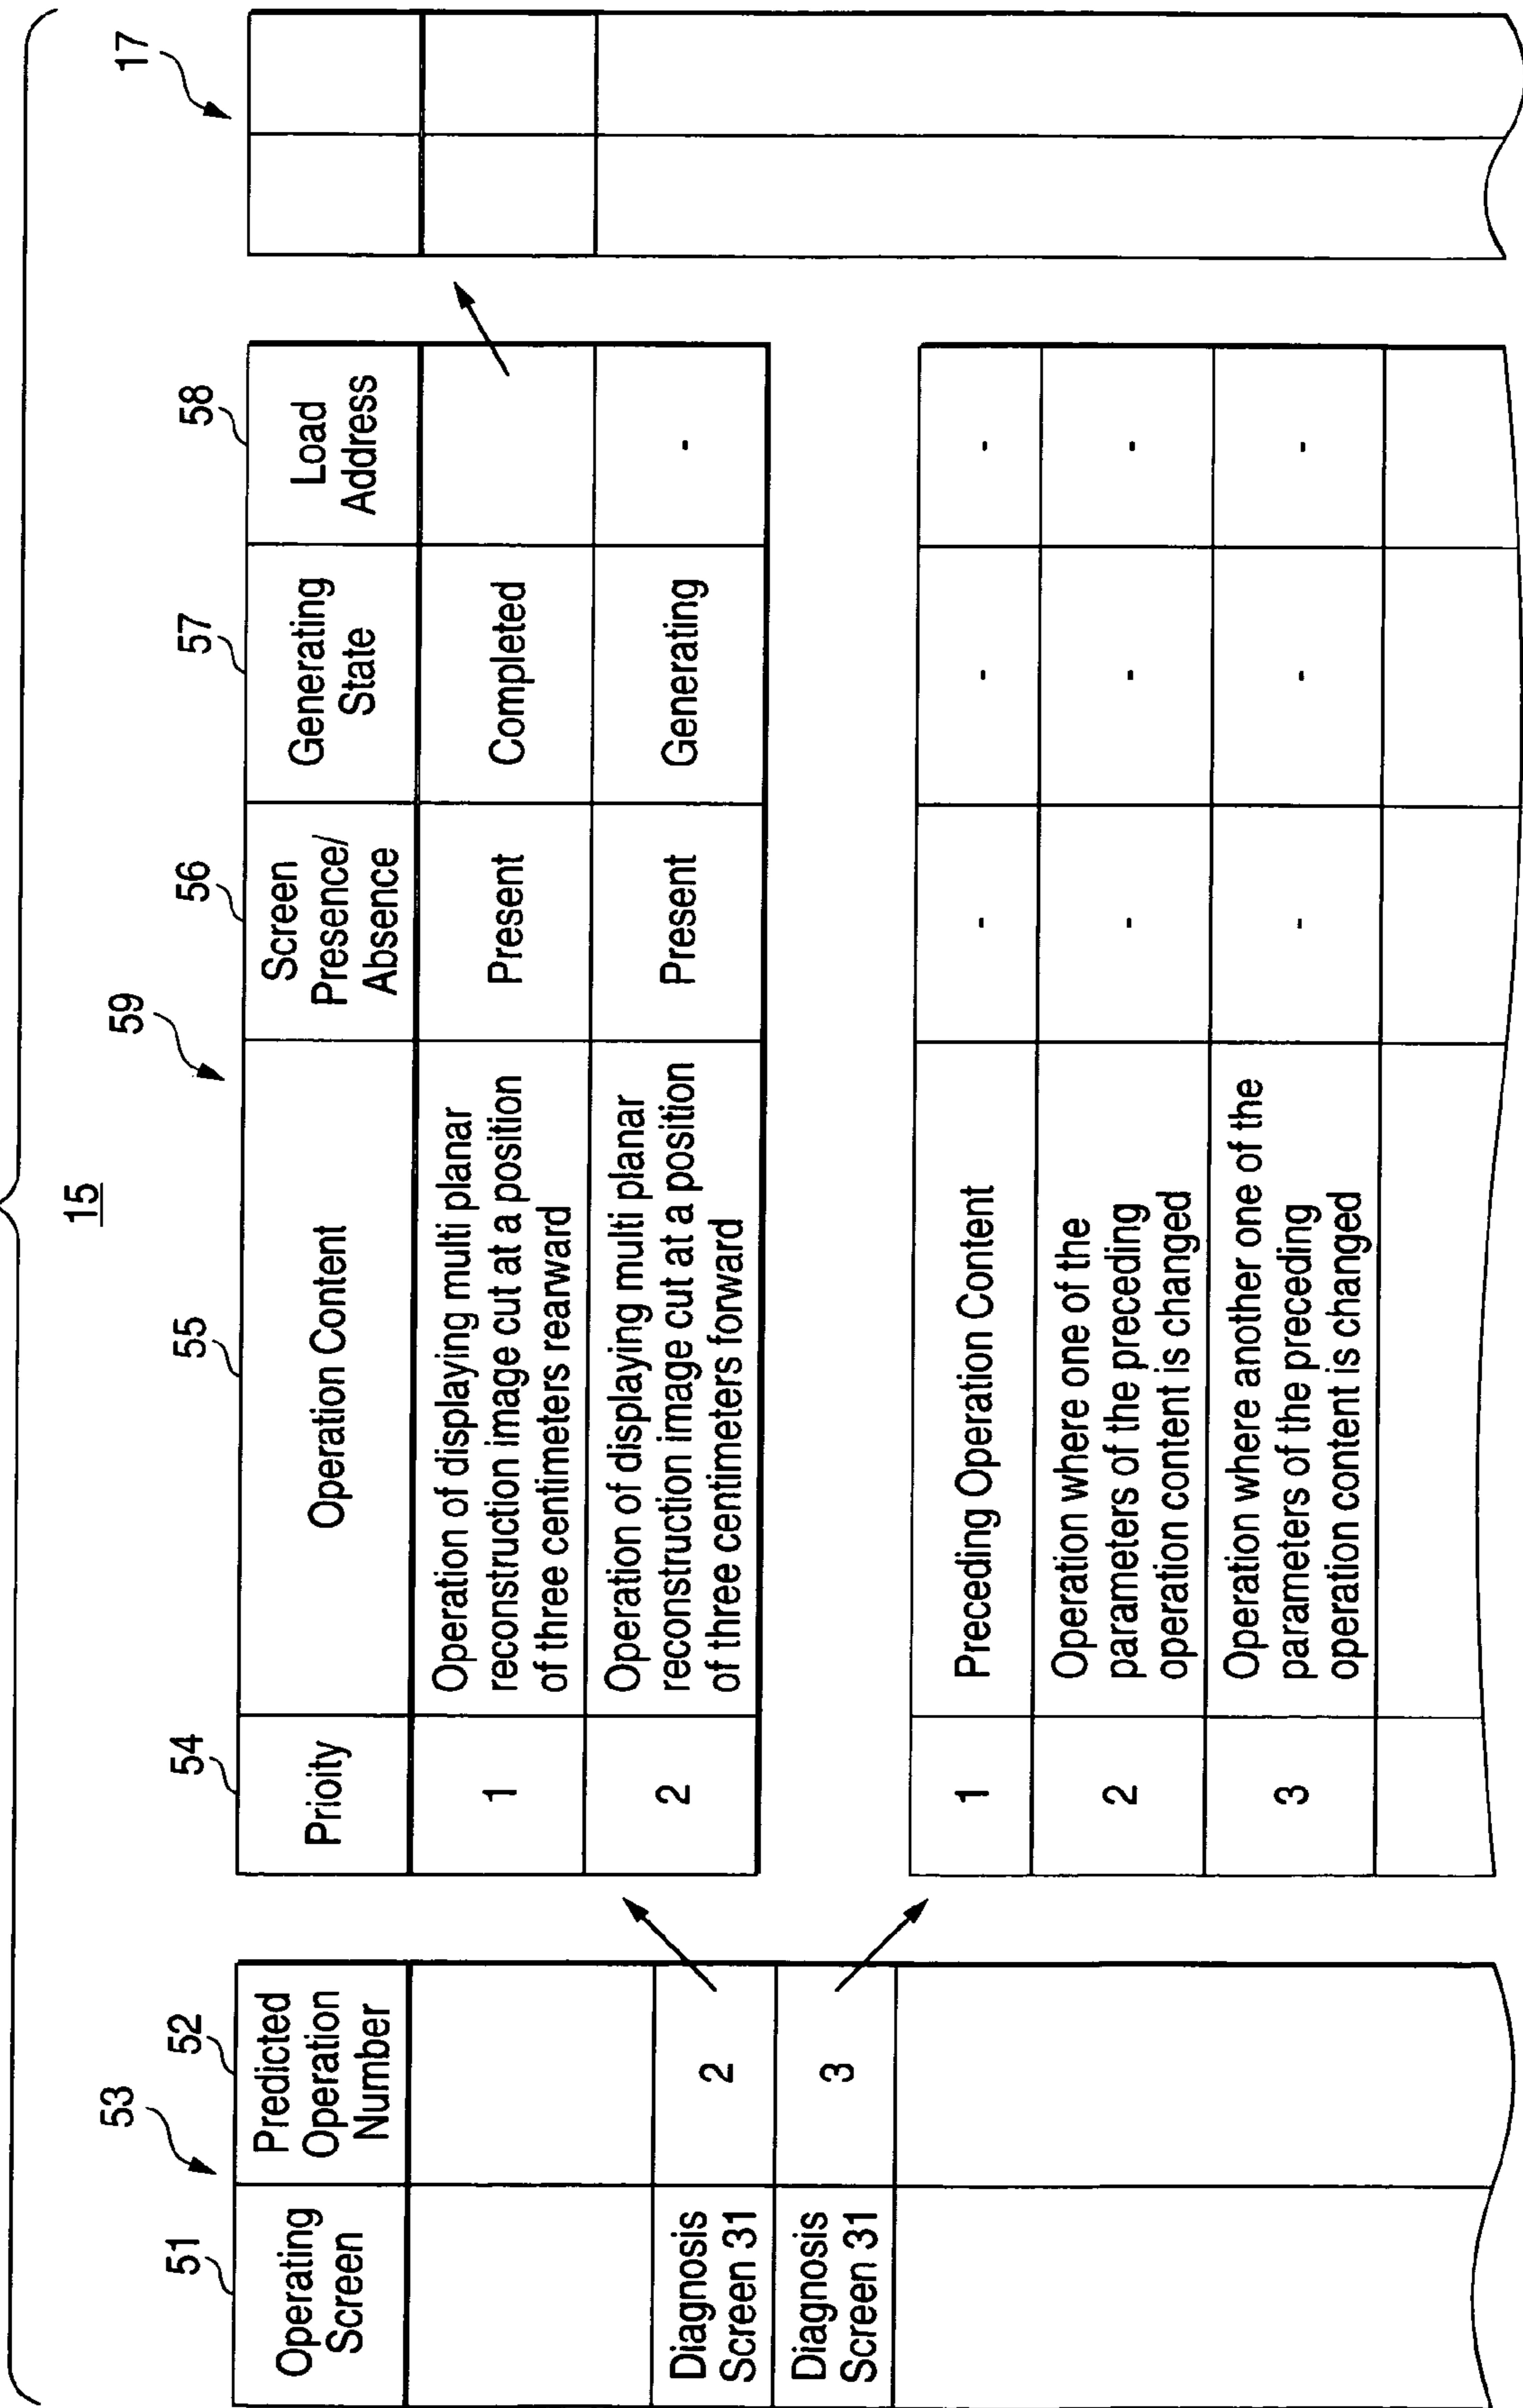 15
53
59
17
51
52
54
55
56
57
58
Operating
Screen
Predicted
Operation
Number
Diagnosis
Screen 31
2
Diagnosis
Screen 31
3
Prioity
Operation Content
Screen
Presence/
Absence
Generating
State
Load
Address
1
Operation of displaying multi planar
reconstruction image cut at a position
of three centimeters rearward
Present
Completed
2
Operation of displaying multi planar
reconstruction image cut at a position
of three centimeters forward
Present
Generating
-
1
Preceding Operation Content
-
-
-
2
Operation where one of the
parameters of the preceding
operation content is changed
-
-
-
3
Operation where another one of the
parameters of the preceding
operation content is changed
-
-
-